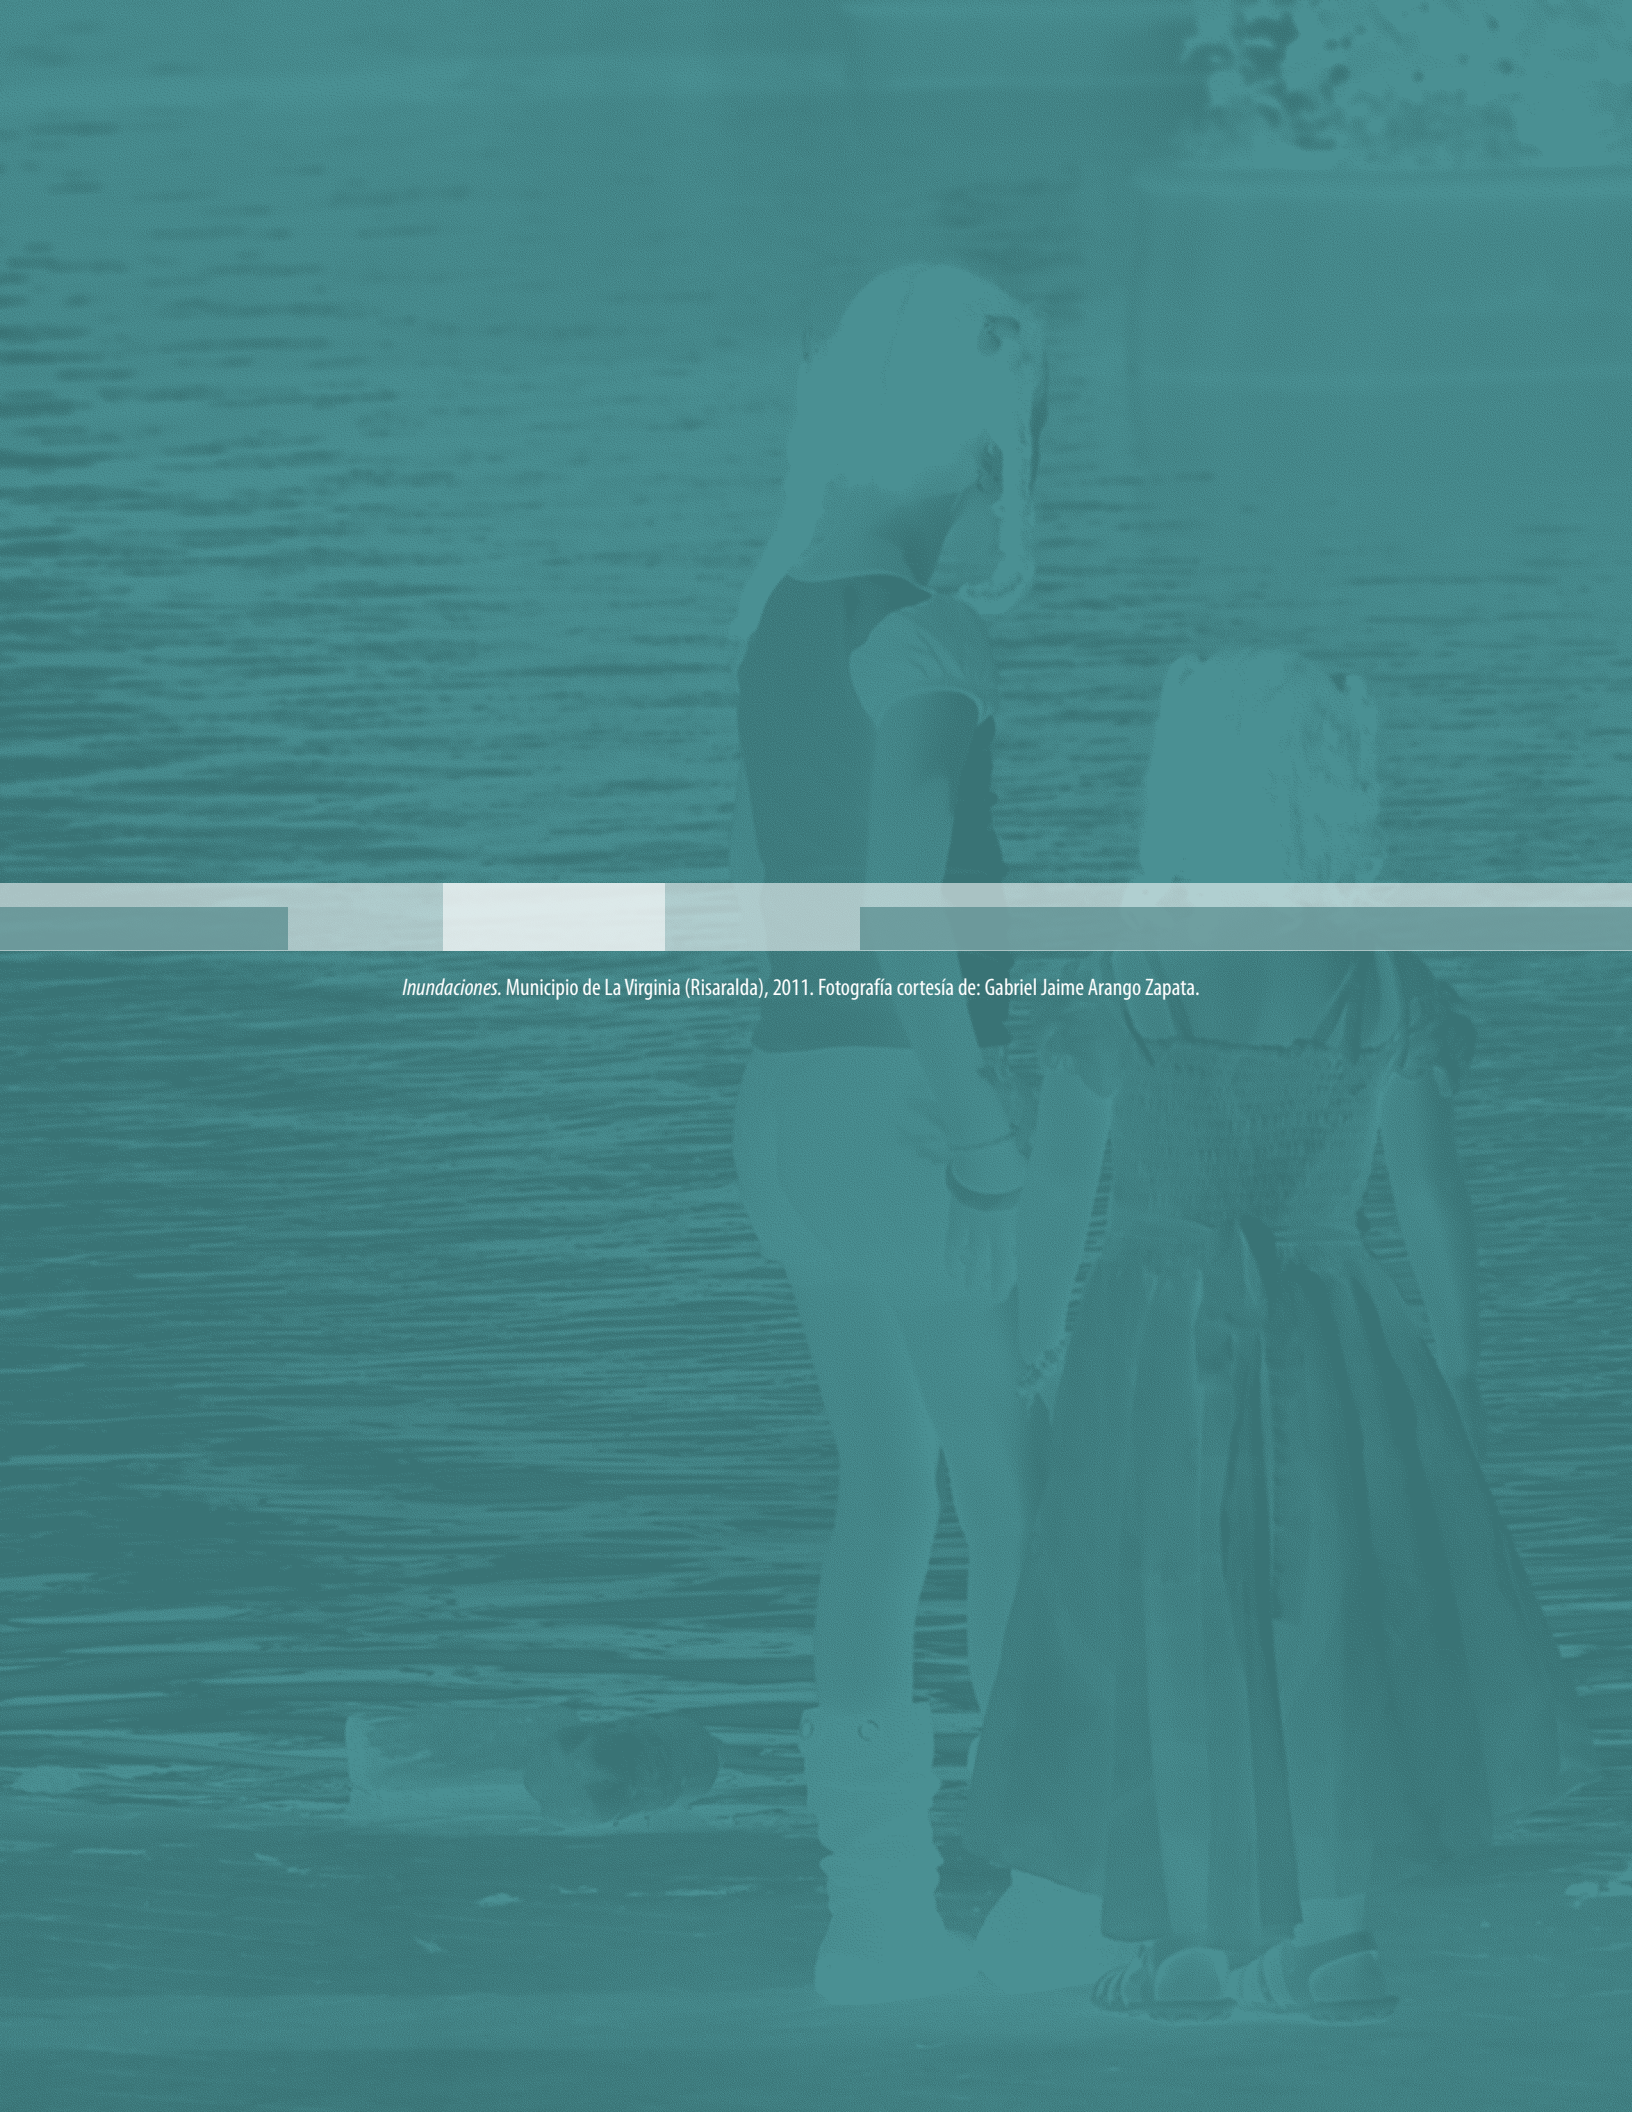 Inundaciones. Municipio de La Virginia (Risaralda), 2011. Fotografía cortesía de: Gabriel Jaime Arango Zapata.